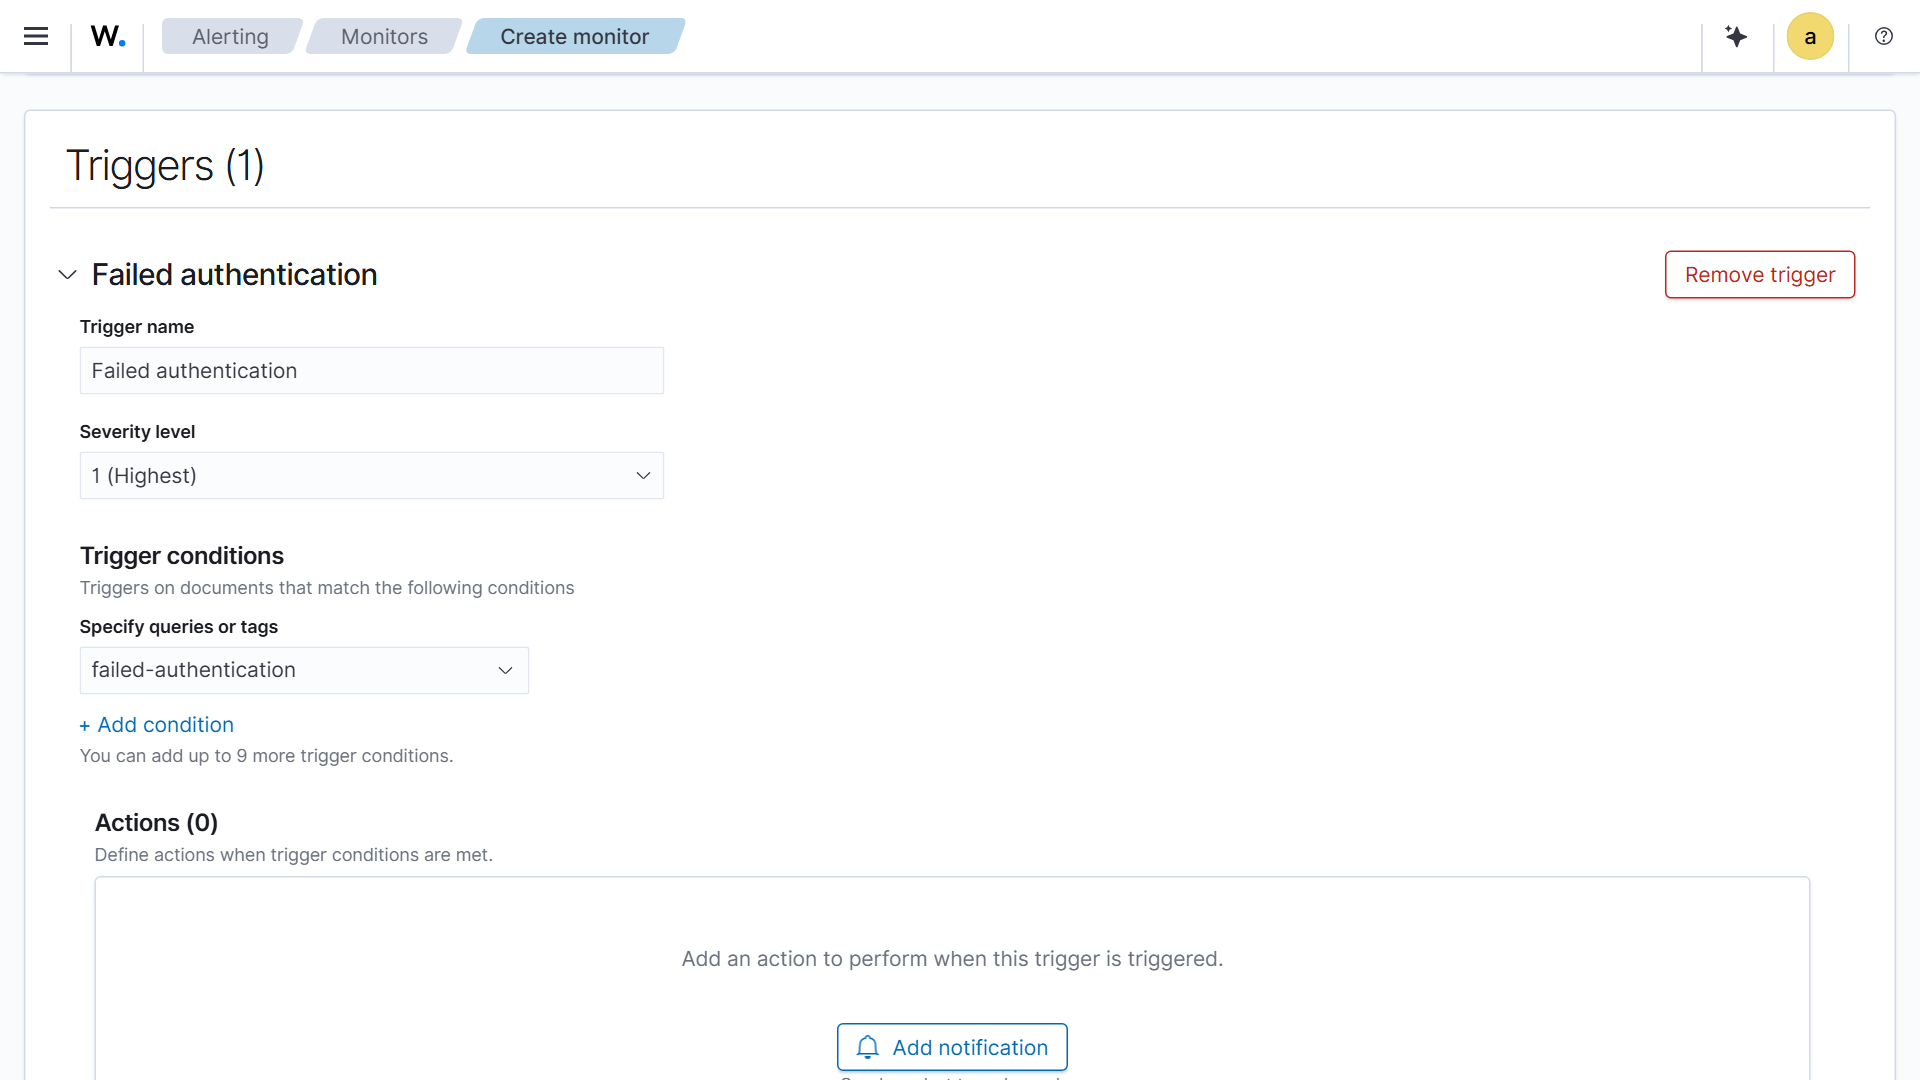 W.
Alerting
Monitors
Create monitor
a
Triggers (1)
Failed authentication
Remove trigger
Trigger name
Failed authentication
Severity level
1 (Highest)
Trigger conditions
Triggers on documents that match the following conditions
Specify queries or tags
failed-authentication
+ Add condition
You can add up to 9 more trigger conditions.
Actions (0)
Define actions when trigger conditions are met.
Add an action to perform when this trigger is triggered.
Add notification